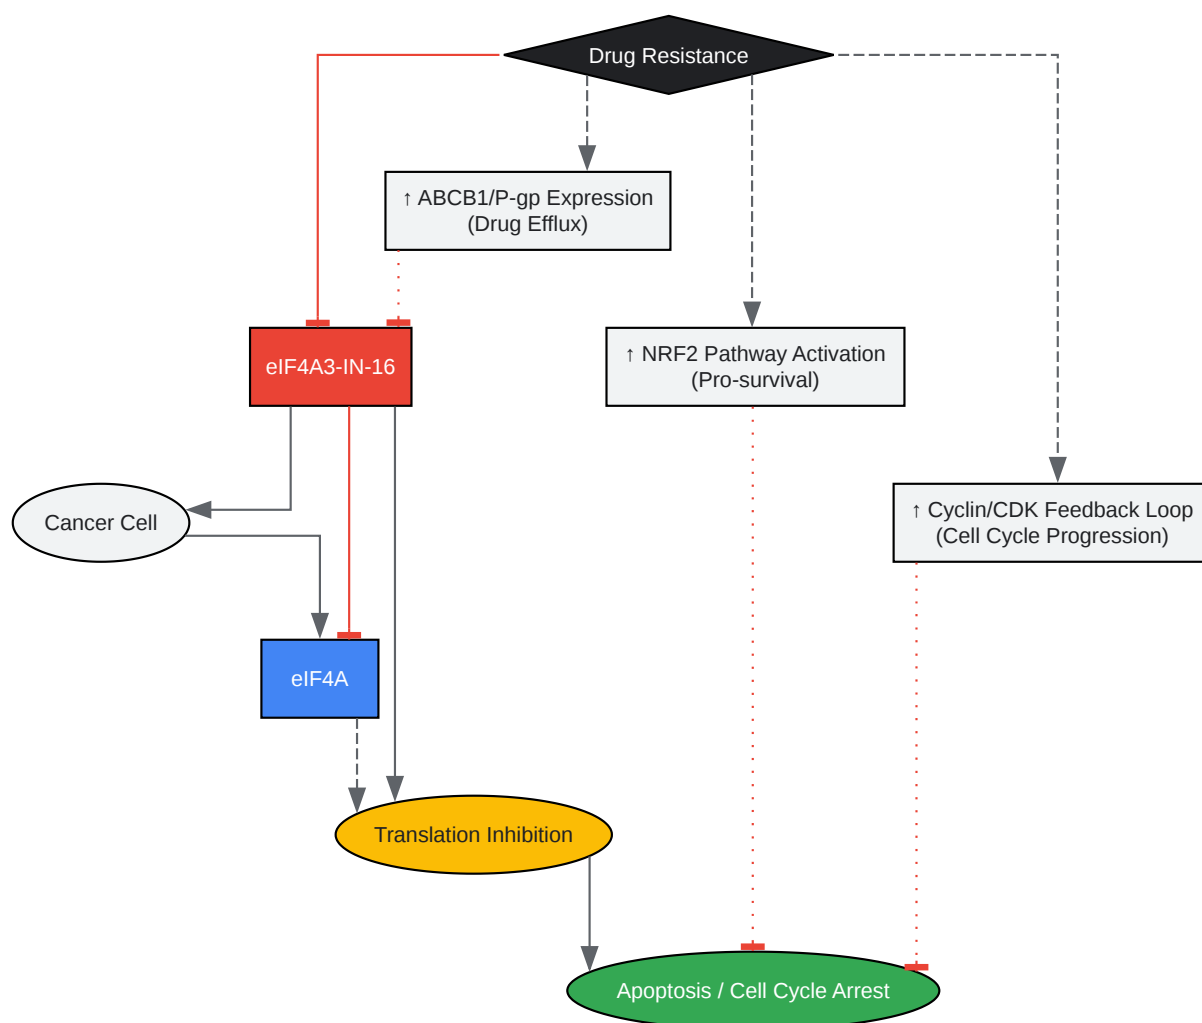 Drug Resistance
↑ ABCB1/P-gp Expression
(Drug Efflux)
eIF4A3-IN-16
↑ NRF2 Pathway Activation
(Pro-survival)
Cancer Cell
↑ Cyclin/CDK Feedback Loop
(Cell Cycle Progression)
eIF4A
Translation Inhibition
Apoptosis / Cell Cycle Arrest